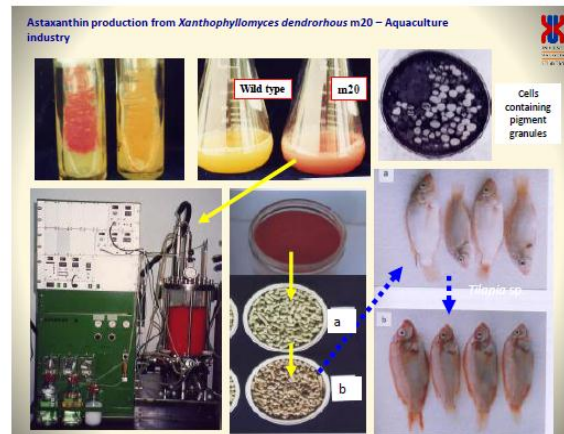 Astaxanthin production from Xanthophyllomyces dendrorhous m20 – Aquaculture
industry
Wild type
m20
Cells
containing
pigment
granules
a
Tilapia sp
a
b
b